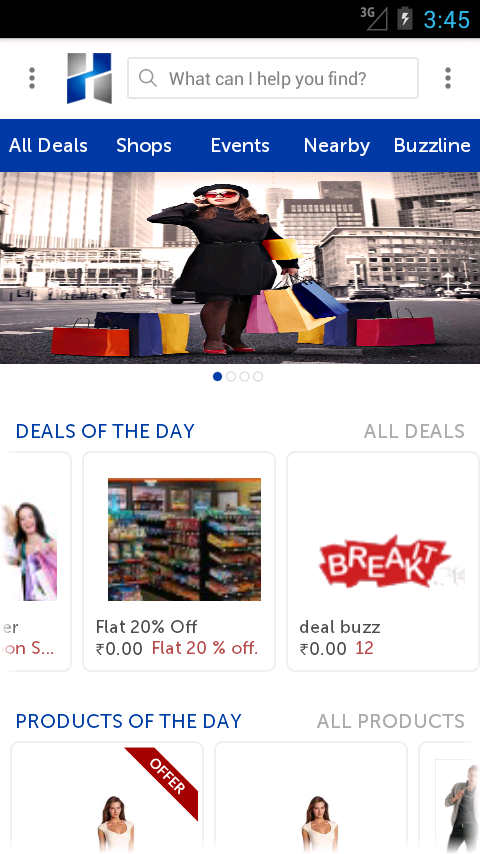 3G 3:45
What can I help you find?
All Deals Shops Events Nearby Buzzline
DEALS OF THE DAY ALL DEALS
BREAK IT
er Flat 20% Off deal buzz
oon S... ₹0.00 Flat 20 % off. ₹0.00 12
PRODUCTS OF THE DAY ALL PRODUCTS
OFFER